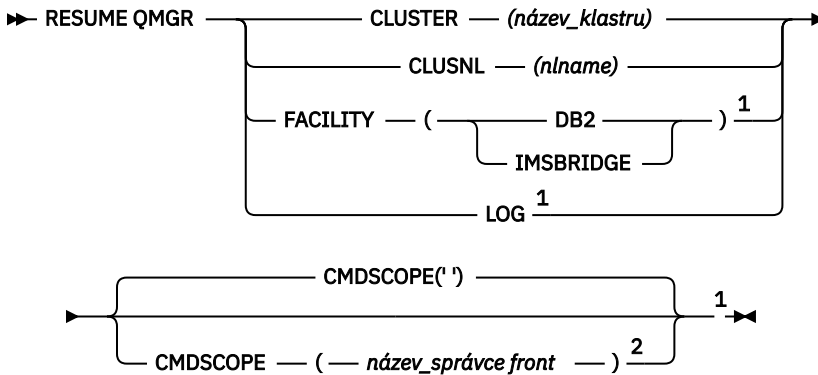 RESUME QMGR CLUSTER (název_klastru)
CLUSNL (nlname)
FACILITY ( DB2 ) 1
IMSBRIDGE
LOG 1
CMDSCOPE(' ')
1
CMDSCOPE ( název_správce front ) 2